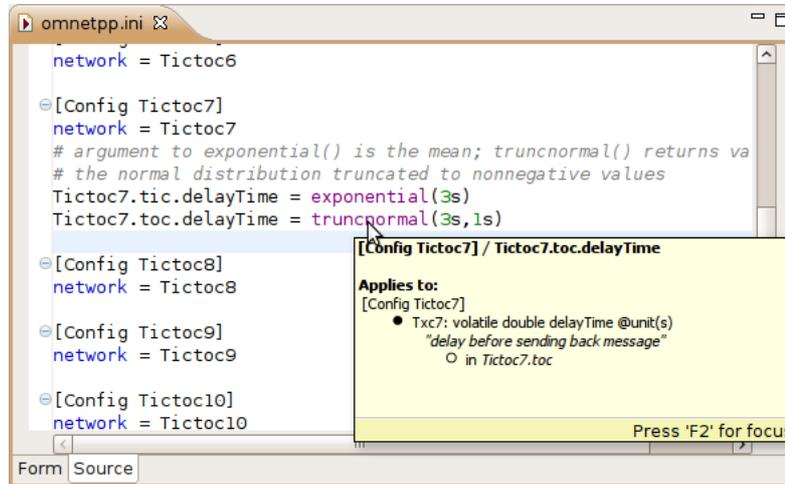 omnetpp.ini
network = Tictoc6
[Config Tictoc7]
network = Tictoc7
# argument to exponential() is the mean; truncnormal() returns va
# the normal distribution truncated to nonnegative values
Tictoc7.tic.delayTime = exponential(3s)
Tictoc7.toc.delayTime = truncnormal(3s,1s)
[Config Tictoc7] / Tictoc7.toc.delayTime
Applies to:
[Config Tictoc7]
Txc7: volatile double delayTime @unit(s)
"delay before sending back message"
in Tictoc7.toc
Press 'F2' for focu
[Config Tictoc8]
network = Tictoc8
[Config Tictoc9]
network = Tictoc9
[Config Tictoc10]
network = Tictoc10
Form Source